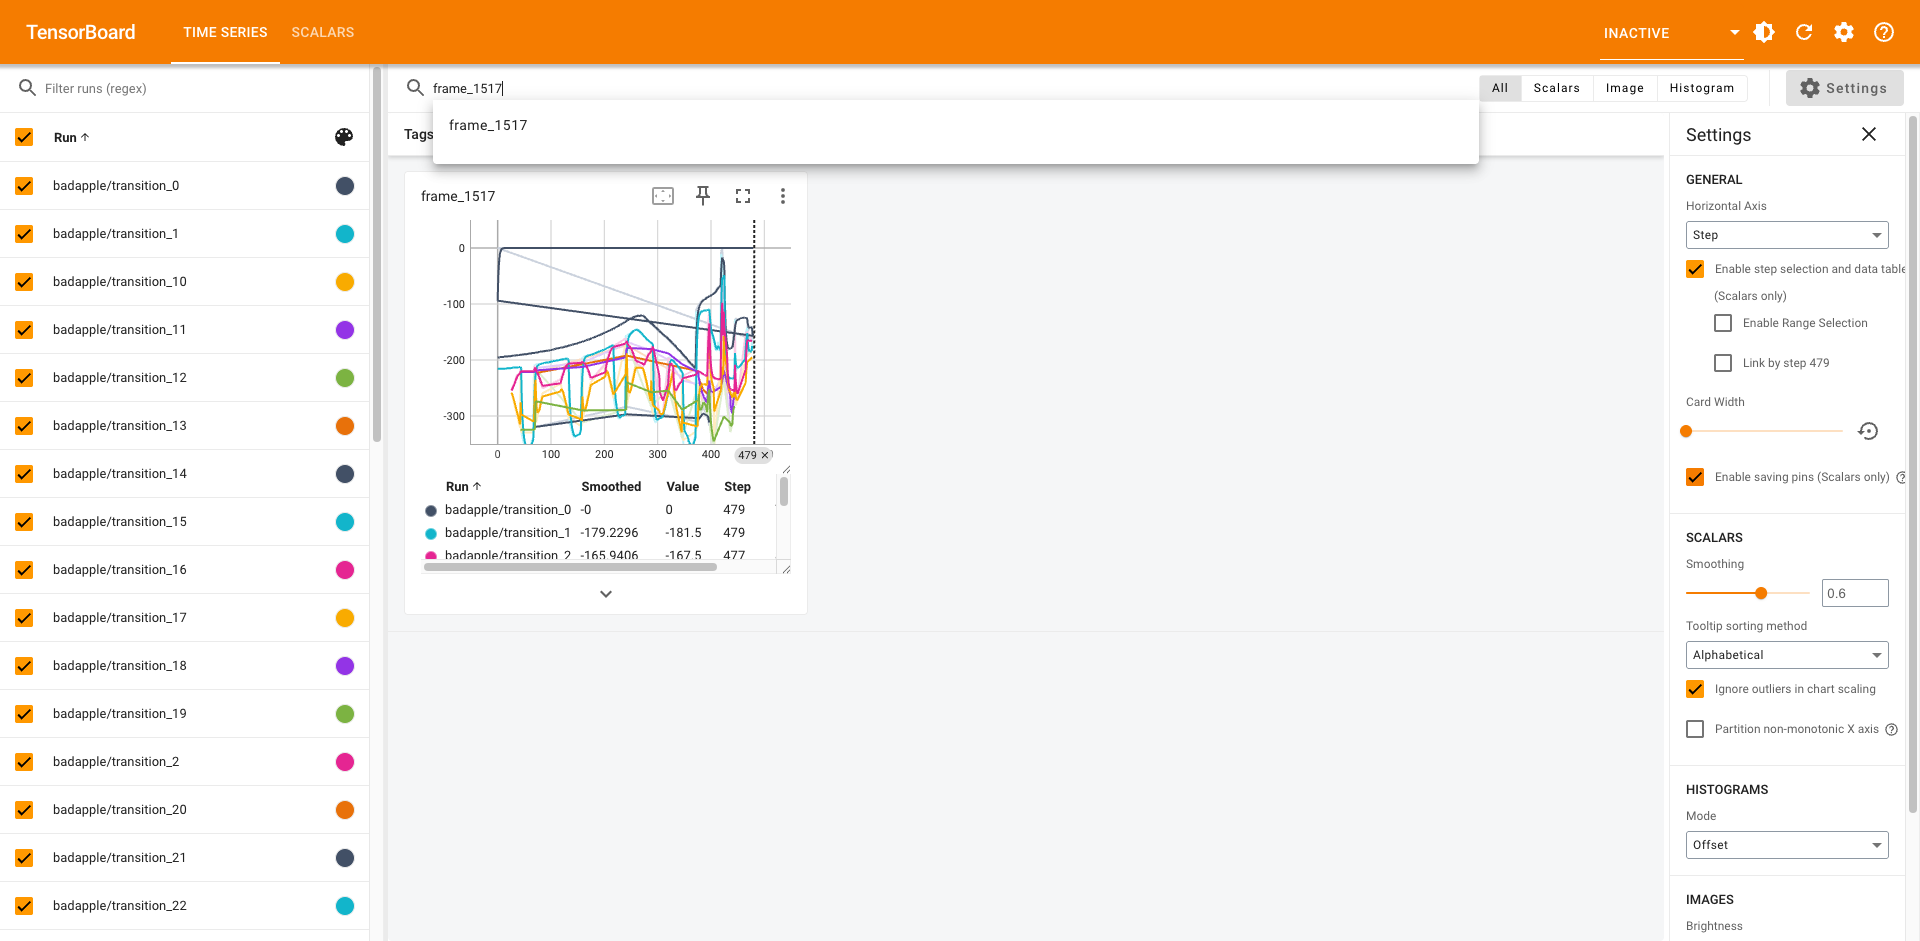 TensorBoard
TIME SERIES
SCALARS
INACTIVE
Filter runs (regex)
frame_1517
All
Scalars
Image
Histogram
Settings
frame_1517
Tags
Run
badapple/transition_0
badapple/transition_1
badapple/transition_10
badapple/transition_11
badapple/transition_12
badapple/transition_13
badapple/transition_14
badapple/transition_15
badapple/transition_16
badapple/transition_17
badapple/transition_18
badapple/transition_19
badapple/transition_2
badapple/transition_20
badapple/transition_21
badapple/transition_22
frame_1517
0
-100
-200
-300
0 100 200 300 400 479
Run Smoothed Value Step
badapple/transition_0 -0 0 479
badapple/transition_1 -179.2296 -181.5 479
badapple/transition_2 -165.9406 -167.5 477
Settings
GENERAL
Horizontal Axis
Step
Enable step selection and data table
(Scalars only)
Enable Range Selection
Link by step 479
Card Width
Enable saving pins (Scalars only)
SCALARS
Smoothing
0.6
Tooltip sorting method
Alphabetical
Ignore outliers in chart scaling
Partition non-monotonic X axis
HISTOGRAMS
Mode
Offset
IMAGES
Brightness